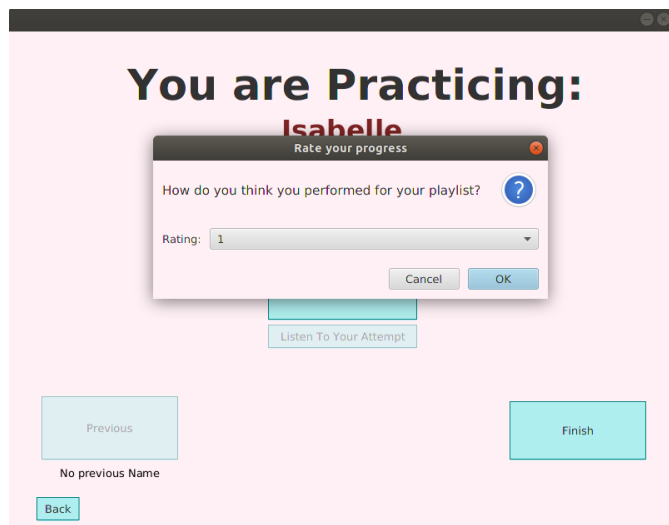 You are Practicing:
Isabelle
Rate your progress
How do you think you performed for your playlist?
?
Rating: 1
Cancel OK
Listen To Your Attempt
Previous
Finish
No previous Name
Back